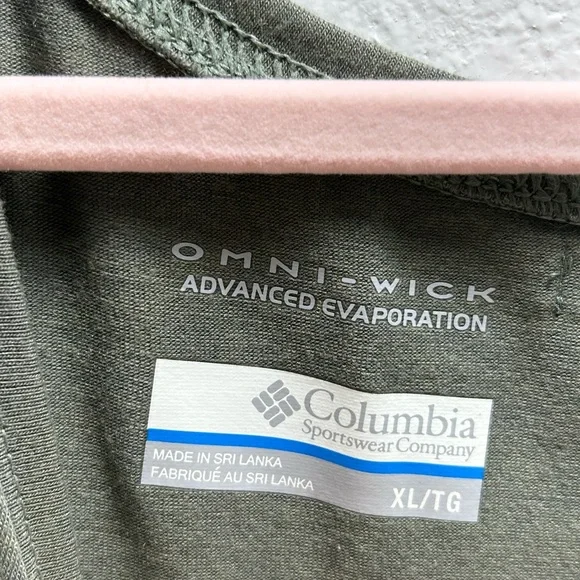 OMNI-WICK
ADVANCED EVAPORATION
Columbia
Sportswear Company
MADE IN SRI LANKA
FABRIQUÉ AU SRI LANKA
XL/TG